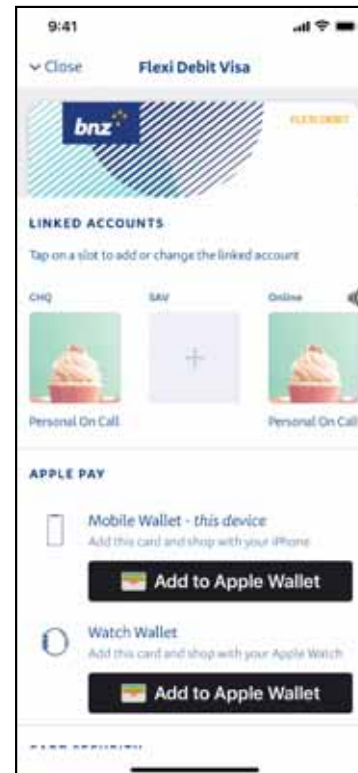 9:41
Close Flexi Debit Visa
bnz
FLEXI DEBIT
LINKED ACCOUNTS
Tap on a slot to add or change the linked account
CHQ SAV Online
Personal On Call Personal On Call
APPLE PAY
Mobile Wallet - this device
Add this card and shop with your iPhone
Add to Apple Wallet
Watch Wallet
Add this card and shop with your Apple Watch
Add to Apple Wallet